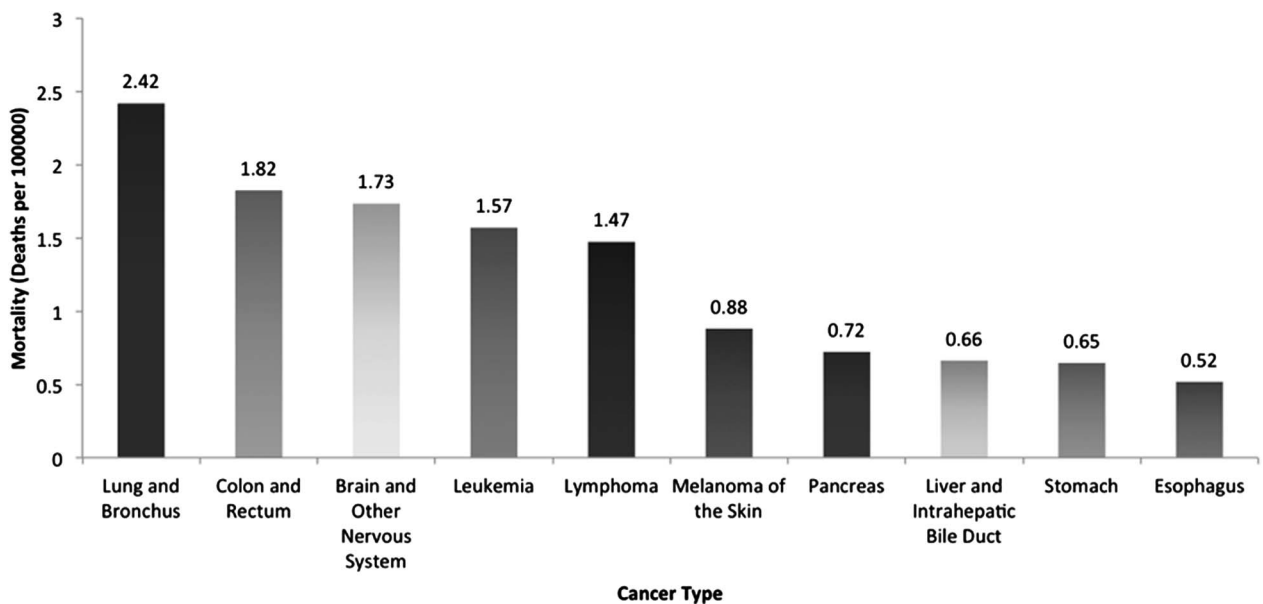 Mortality (Deaths per 100000)
3
2.5
2
1.5
1
0.5
0
2.42
1.82
1.73
1.57
1.47
0.88
0.72
0.66
0.65
0.52
Lung and
Bronchus
Colon and
Rectum
Brain and
Other
Nervous
System
Leukemia
Lymphoma
Melanoma of
the Skin
Pancreas
Liver and
Intrahepatic
Bile Duct
Stomach
Esophagus
Cancer Type